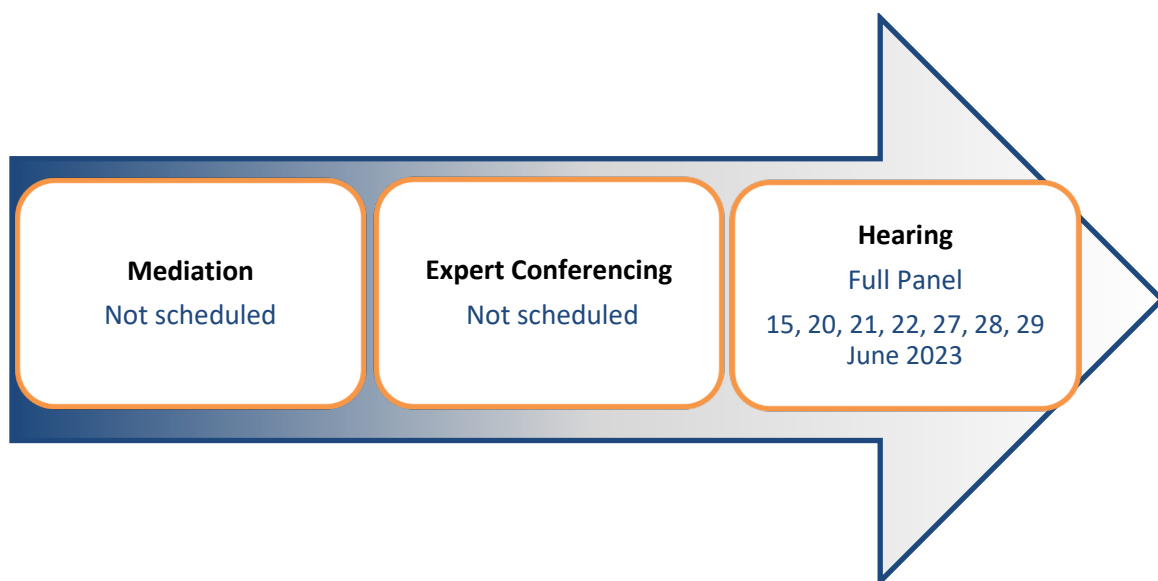 Mediation
Not scheduled
Expert Conferencing
Not scheduled
Hearing
Full Panel
15, 20, 21, 22, 27, 28, 29
June 2023